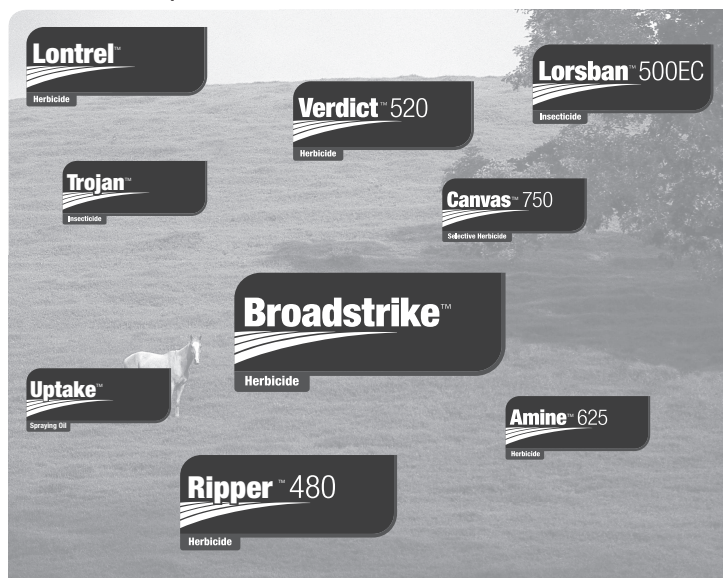 Lontrel™
Herbicide
Lorsban™ 500EC
Insecticide
Verdict™ 520
Herbicide
Trojan™
Insecticide
Canvas™ 750
Selective Herbicide
Broadstrike™
Herbicide
Uptake™
Spraying Oil
Amine™ 625
Herbicide
Ripper™ 480
Herbicide